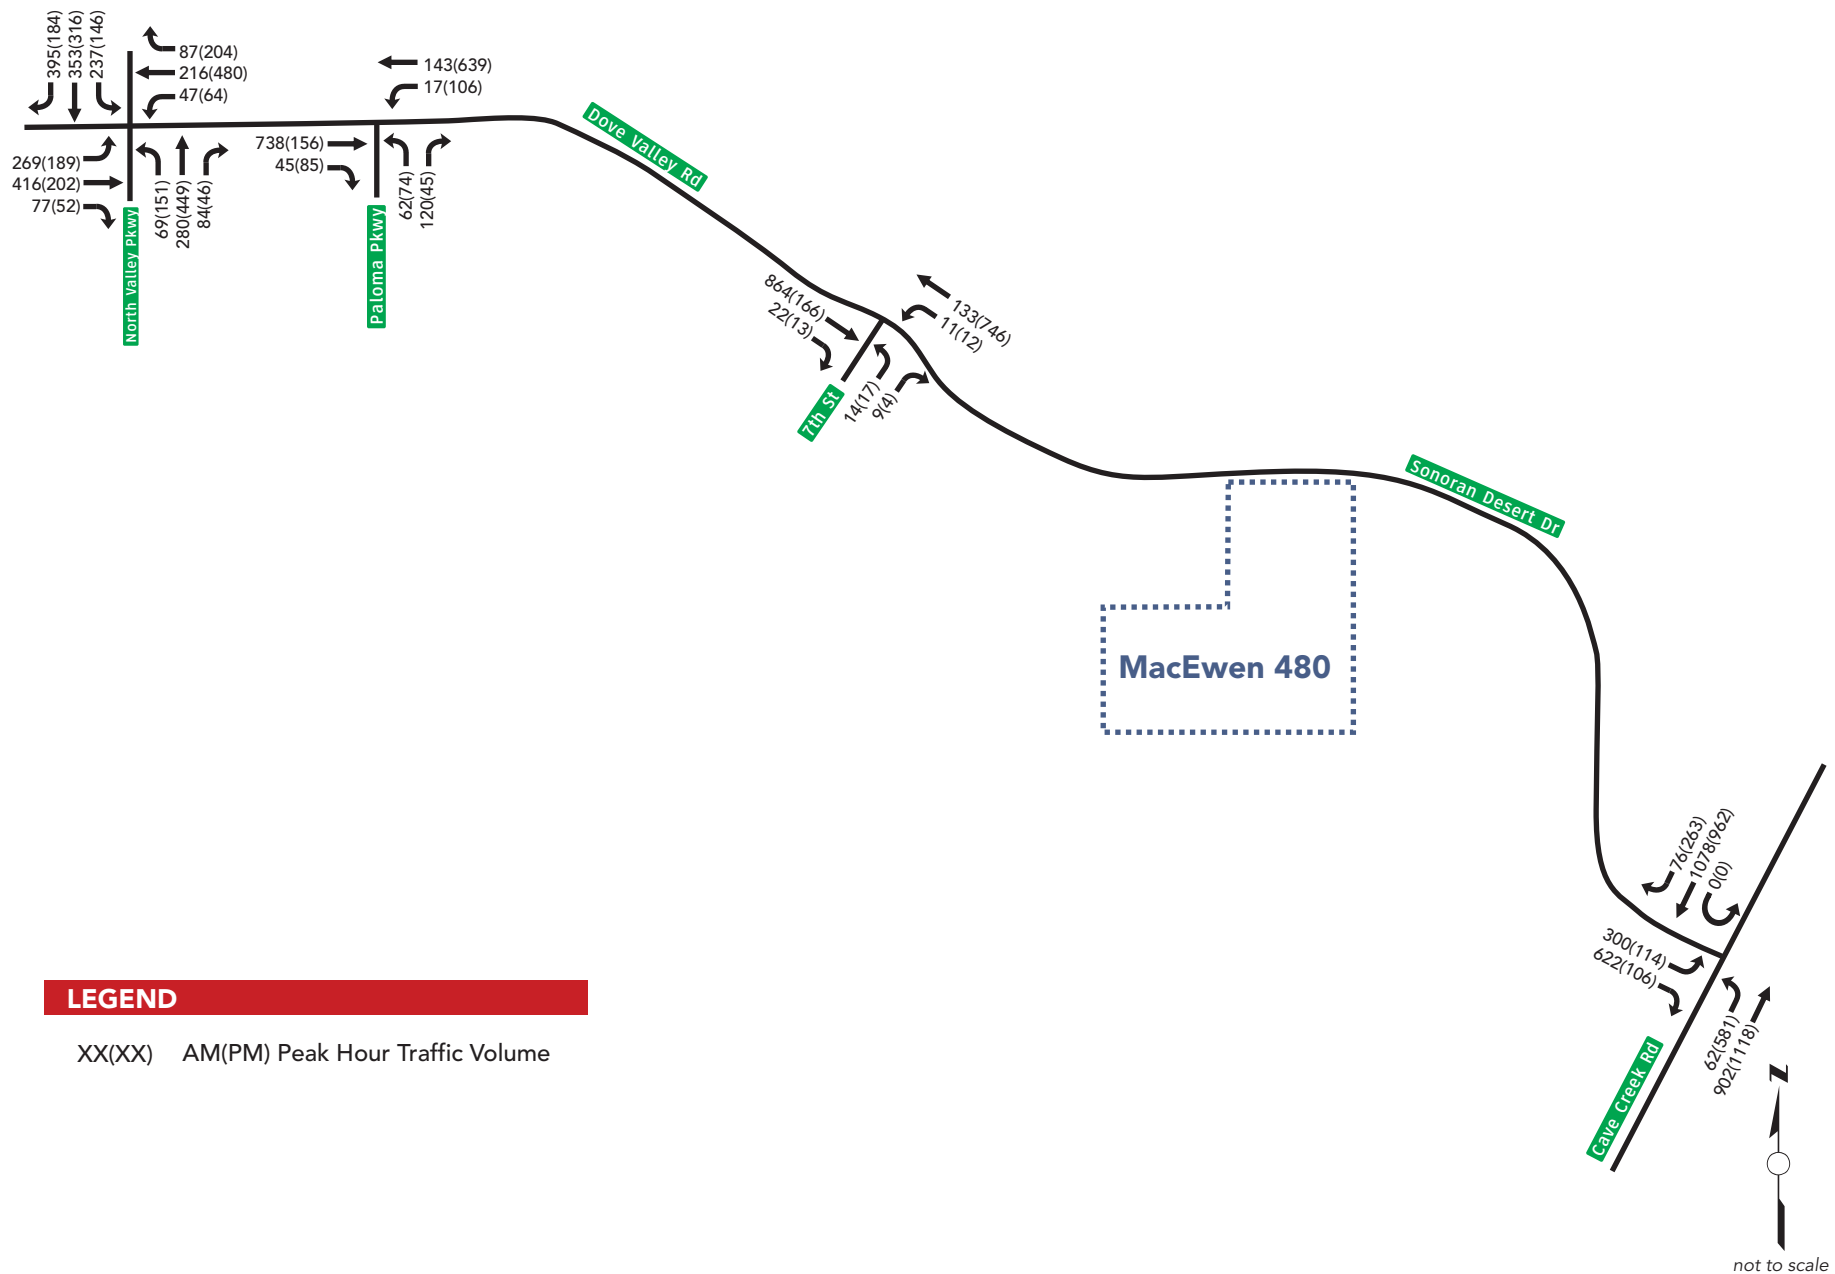 395(184)
353(316)
237(146)
87(204)
216(480)
47(64)
269(189)
416(202)
77(52)
69(151)
280(449)
84(46)
North Valley Pkwy
143(639)
17(106)
738(156)
45(85)
62(74)
120(45)
Paloma Pkwy
Dove Valley Rd
864(166)
22(13)
133(746)
11(12)
14(17)
9(4)
7th St
Sonoran Desert Dr
MacEwen 480
76(263)
1078(962)
0(0)
300(114)
622(106)
62(581)
902(1118)
Cave Creek Rd
LEGEND
XX(XX) AM(PM) Peak Hour Traffic Volume
N
not to scale